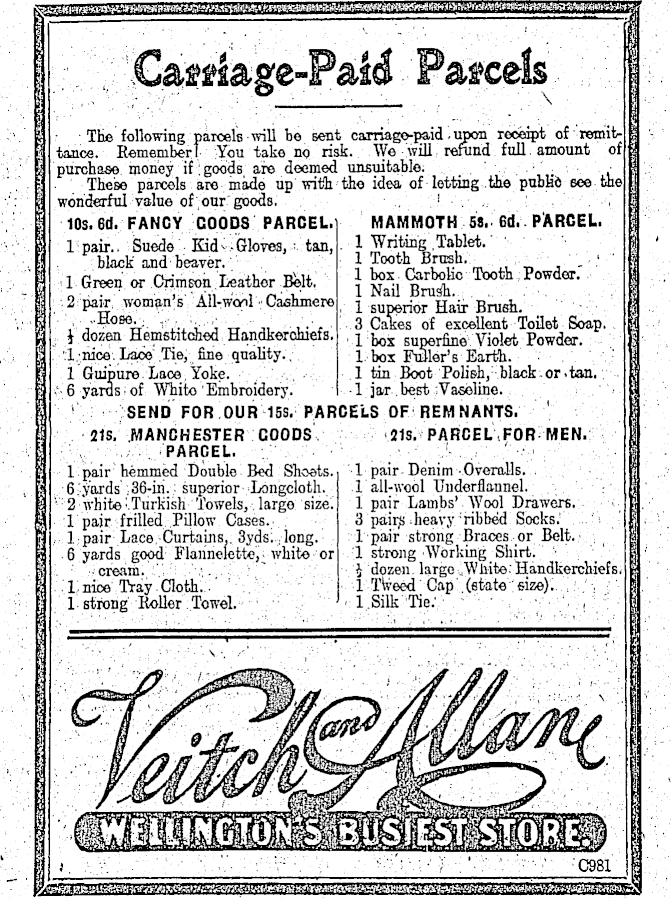 Carriage-Paid Parcels
The following parcels will be sent carriage-paid upon receipt of remit-
tance. Remember! You take no risk. We will refund full amount of
purchase money if goods are deemed unsuitable.
These parcels are made up with the idea of letting the public see the
wonderful value of our goods.
10s. 6d. FANCY GOODS PARCEL.
1 pair Suede Kid Gloves, tan,
black and beaver.
1 Green or Crimson Leather Belt.
2 pair woman's All-wool Cashmere
Hose.
½ dozen Hemstitched Handkerchiefs.
1 nice Lace Tie, fine quality.
1 Guipure Lace Yoke.
6 yards of White Embroidery.
MAMMOTH 5s. 6d. PARCEL.
1 Writing Tablet.
1 Tooth Brush.
1 box Carbolic Tooth Powder.
1 Nail Brush.
1 superior Hair Brush.
3 Cakes of excellent Toilet Soap.
1 box superfine Violet Powder.
1 box Fuller's Earth.
1 tin Boot Polish, black or tan.
1 jar best Vaseline.
SEND FOR OUR 15s. PARCELS OF REMNANTS.
21s. MANCHESTER GOODS
PARCEL.
1 pair hemmed Double Bed Sheets.
6 yards 36-in. superior Longcloth.
2 white Turkish Towels, large size.
1 pair frilled Pillow Cases.
1 pair Lace Curtains, 3yds. long.
6 yards good Flannelette, white or
cream.
1 nice Tray Cloth.
1 strong Roller Towel.
21s. PARCEL FOR MEN.
1 pair Denim Overalls.
1 all-wool Underflannel.
1 pair Lambs' Wool Drawers.
3 pairs heavy ribbed Socks.
1 pair strong Braces or Belt.
1 strong Working Shirt.
½ dozen large White Handkerchiefs.
1 Tweed Cap (state size).
1 Silk Tie.
Veitch and Allan
WELLINGTON'S BUSIEST STORE.
C981